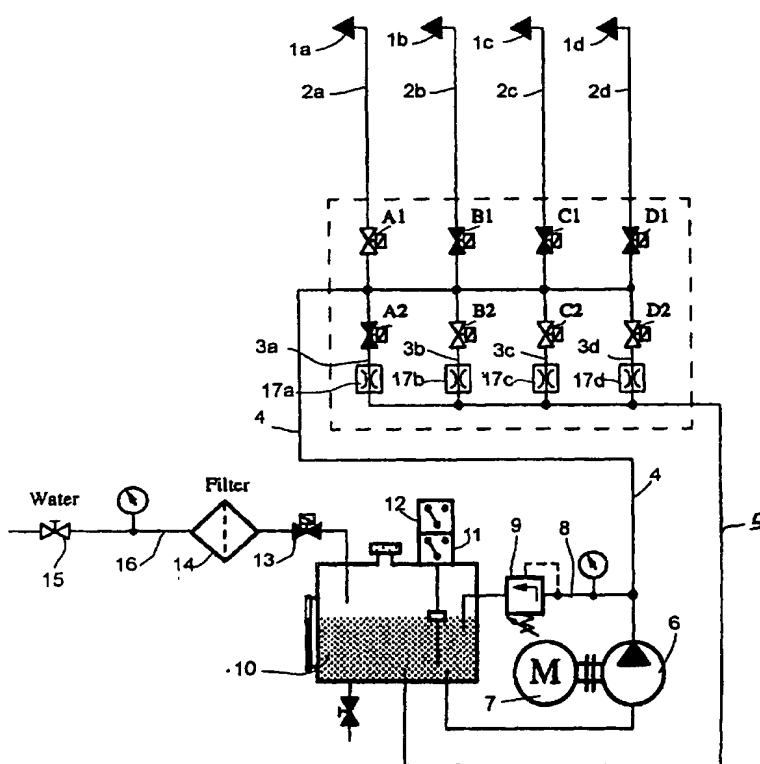 1a 1b 1c 1d
2a 2b 2c 2d
A1 B1 C1 D1
A2 B2 C2 D2
3a 3b 3c 3d
17a 17b 17c 17d
4
4
5
Water Filter
15 16 14 13
12
11
9 8
10
M
7
6